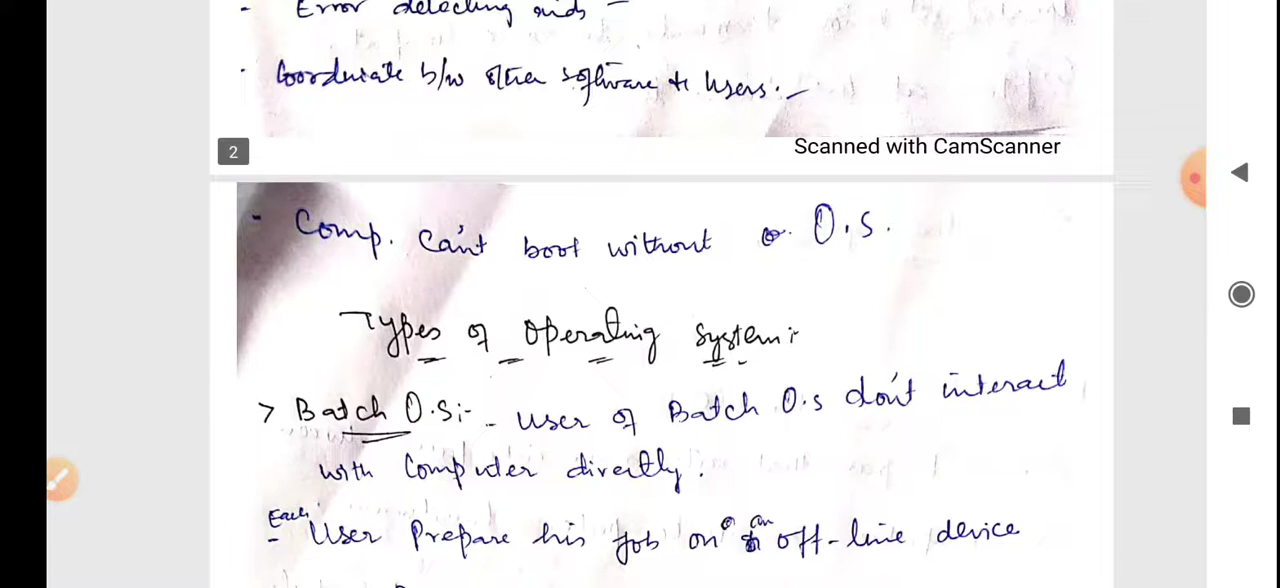 - Error detecting aids -
- Coordinate b/w other software & Users. -
2
Scanned with CamScanner
- Comp. Can't boot without O.S.
Types of Operating System :-
> Batch O.S :- - User of Batch O.S don't interact
with Computer directly.
- Each User Prepare his job on an off-line device